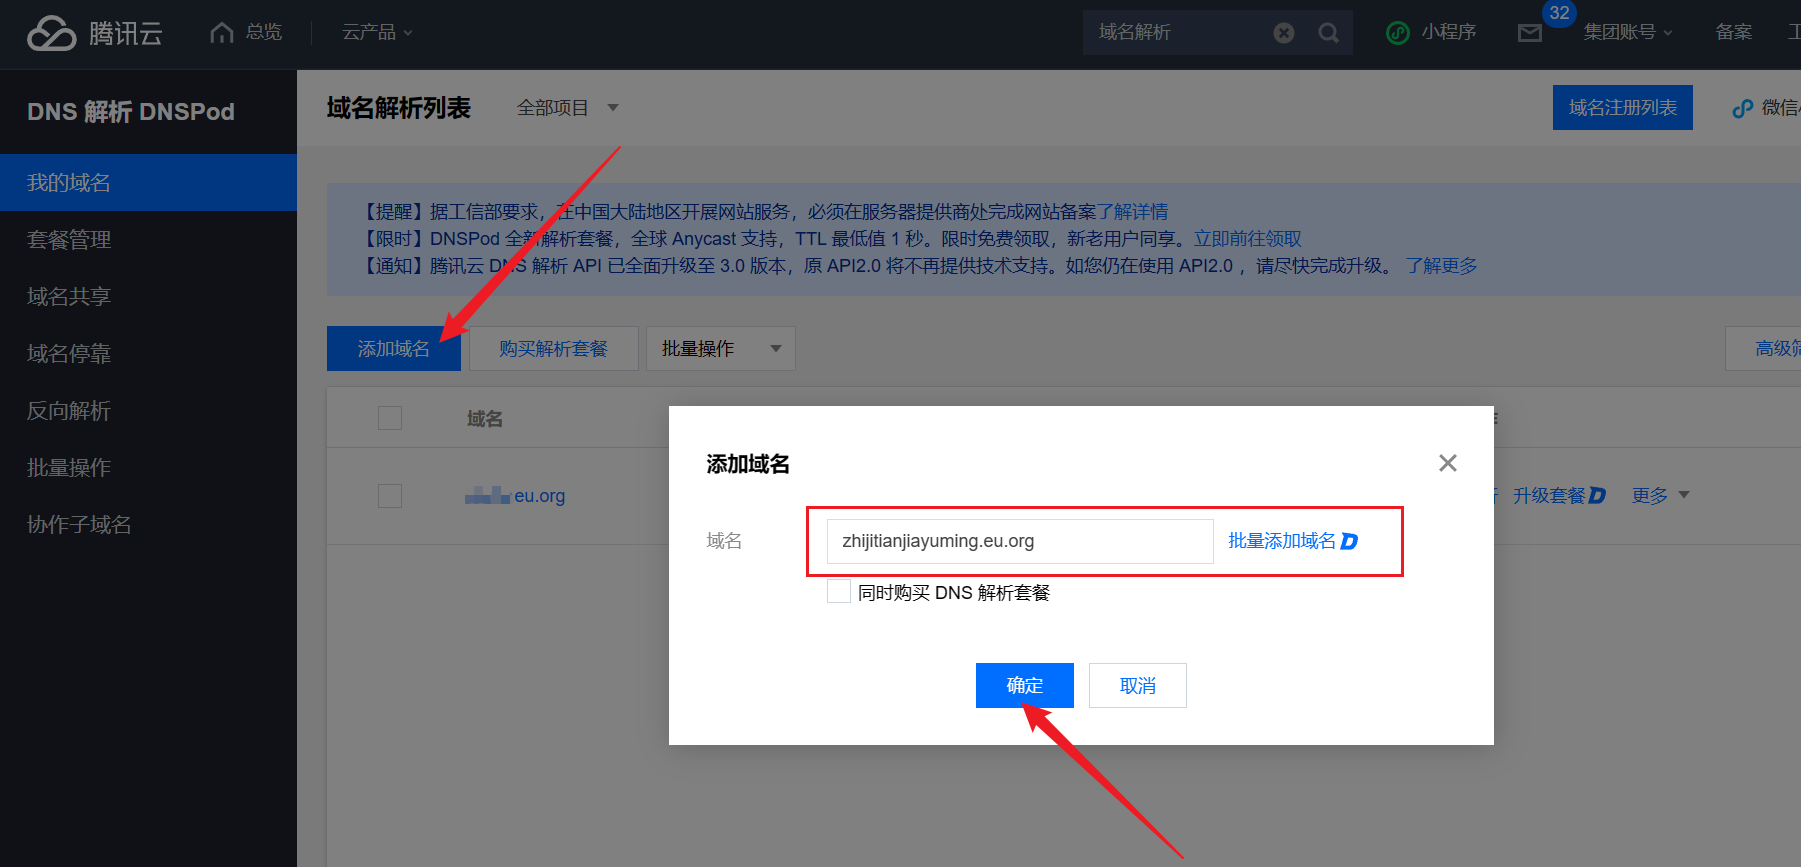 腾讯云
总览
云产品
域名解析
小程序
32
集团账号
备案
DNS 解析 DNSPod
我的域名
套餐管理
域名共享
域名停靠
反向解析
批量操作
协作子域名
域名解析列表
全部项目
域名注册列表
微信
【提醒】据工信部要求，在中国大陆地区开展网站服务，必须在服务器提供商处完成网站备案了解详情
【限时】DNSPod 全新解析套餐，全球 Anycast 支持，TTL 最低值 1 秒。限时免费领取，新老用户同享。立即前往领取
【通知】腾讯云 DNS 解析 API 已全面升级至 3.0 版本，原 API2.0 将不再提供技术支持。如您仍在使用 API2.0 ，请尽快完成升级。 了解更多
添加域名
购买解析套餐
批量操作
高级
域名
eu.org
升级套餐
更多
添加域名
域名
zhijitianjiayuming.eu.org
批量添加域名
同时购买 DNS 解析套餐
确定
取消